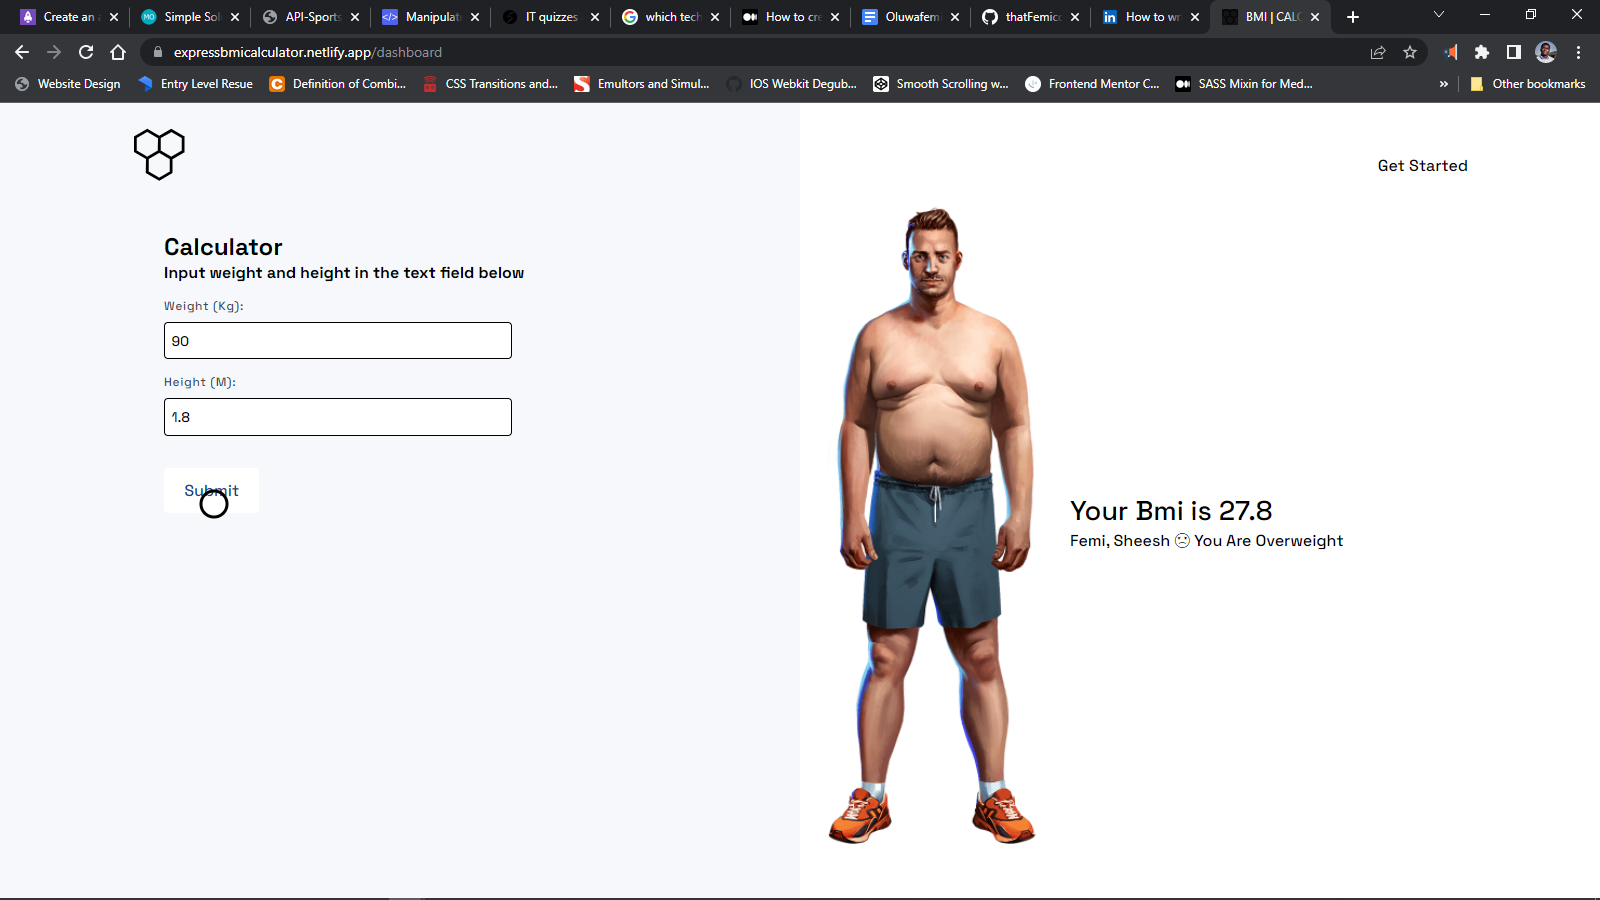 Create an a
Simple Sol
API-Sports
Manipulat
IT quizzes
which tech
How to cre
Oluwafemi
thatFemico
How to wr
BMI | CALC
expressbmicalculator.netlify.app/dashboard
Website Design
Entry Level Resue
Definition of Combi...
CSS Transitions and...
Emultors and Simul...
IOS Webkit Degub...
Smooth Scrolling w...
Frontend Mentor C...
SASS Mixin for Med...
»
Other bookmarks
Get Started
Calculator
Input weight and height in the text field below
Weight (Kg):
90
Height (M):
1.8
Submit
Your Bmi is 27.8
Femi, Sheesh ☹ You Are Overweight